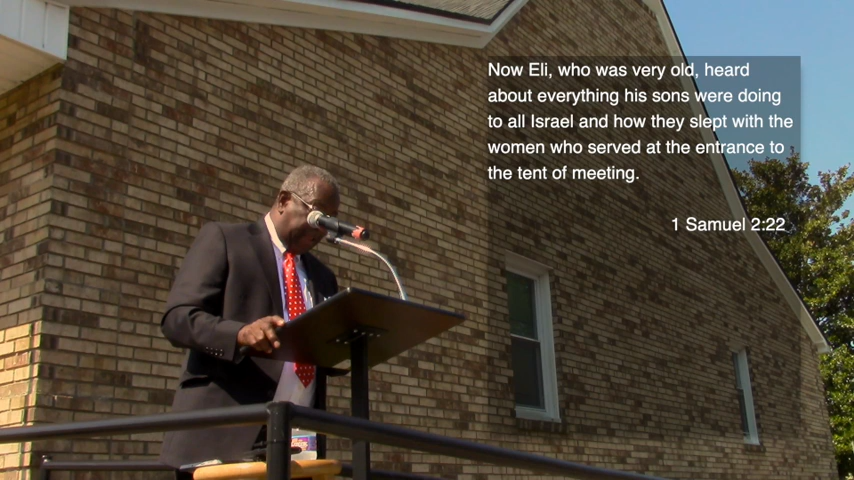 Now Eli, who was very old, heard
about everything his sons were doing
to all Israel and how they slept with the
women who served at the entrance to
the tent of meeting.
1 Samuel 2:22